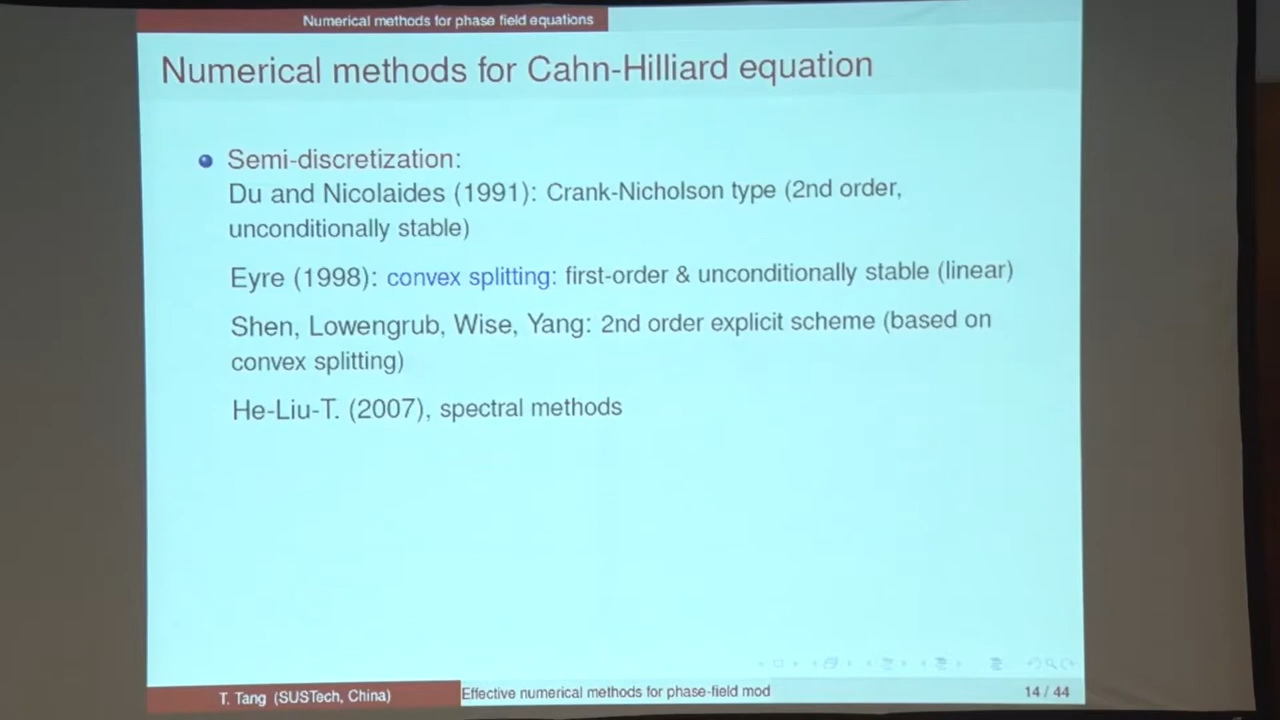 Numerical methods for phase field equations
Numerical methods for Cahn-Hilliard equation
Semi-discretization:
Du and Nicolaides (1991): Crank-Nicholson type (2nd order,
unconditionally stable)
Eyre (1998): convex splitting: first-order & unconditionally stable (linear)
Shen, Lowengrub, Wise, Yang: 2nd order explicit scheme (based on
convex splitting)
He-Liu-T. (2007), spectral methods
T. Tang (SUSTech, China)
Effective numerical methods for phase-field mod
14 / 44